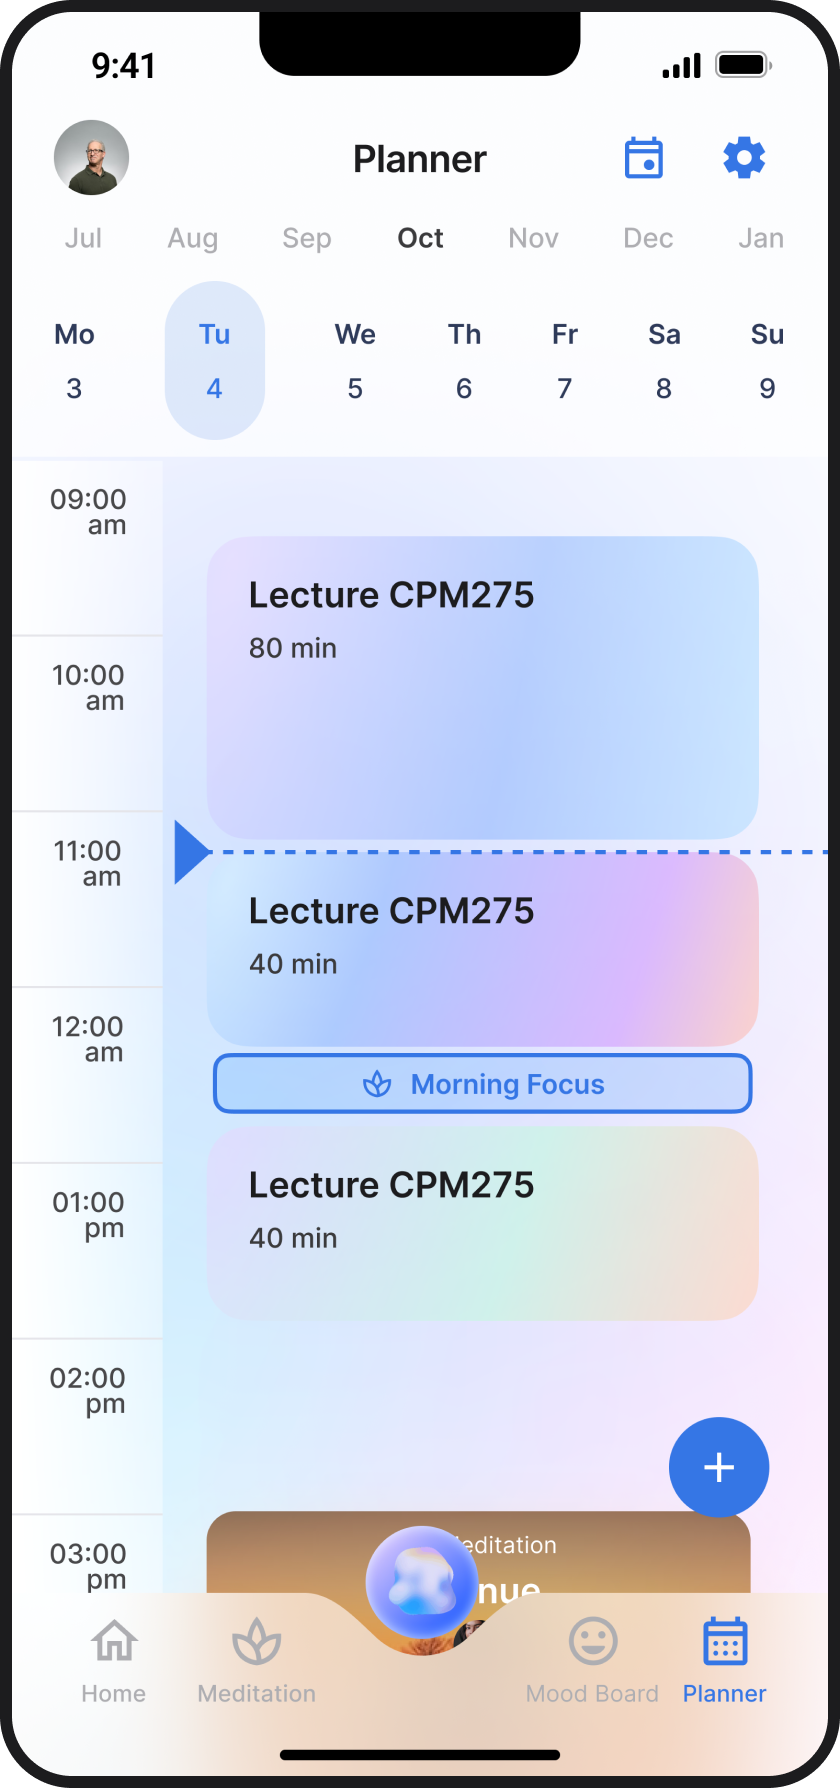 9:41
Planner
Jul Aug Sep Oct Nov Dec Jan
Mo Tu We Th Fr Sa Su
3 4 5 6 7 8 9
09:00
am
Lecture CPM275
80 min
10:00
am
11:00
am
Lecture CPM275
40 min
12:00
am
Morning Focus
Lecture CPM275
40 min
01:00
pm
02:00
pm
03:00
pm
Home Meditation Mood Board Planner